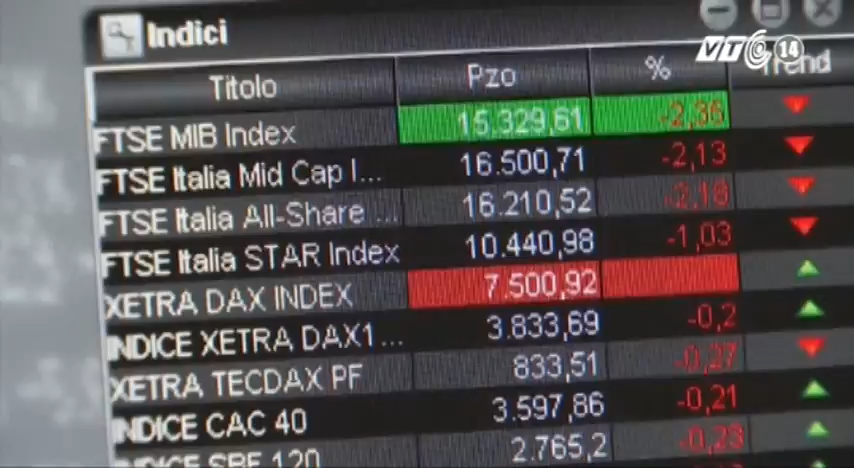 Indici
VTC 14
Titolo Pzo % Trend
FTSE MIB Index 15.329,61 -2,35
FTSE Italia Mid Cap I... 16.500,71 -2,13
FTSE Italia All-Share ... 16.210,52 -2,18
FTSE Italia STAR Index 10.440,98 -1,03
XETRA DAX INDEX 7.500,92
INDICE XETRA DAX1... 3.833,69 -0,2
XETRA TECDAX PF 833,51 -0,27
INDICE CAC 40 3.597,86 -0,21
INDICE SBF 120 2.765,2 -0,23